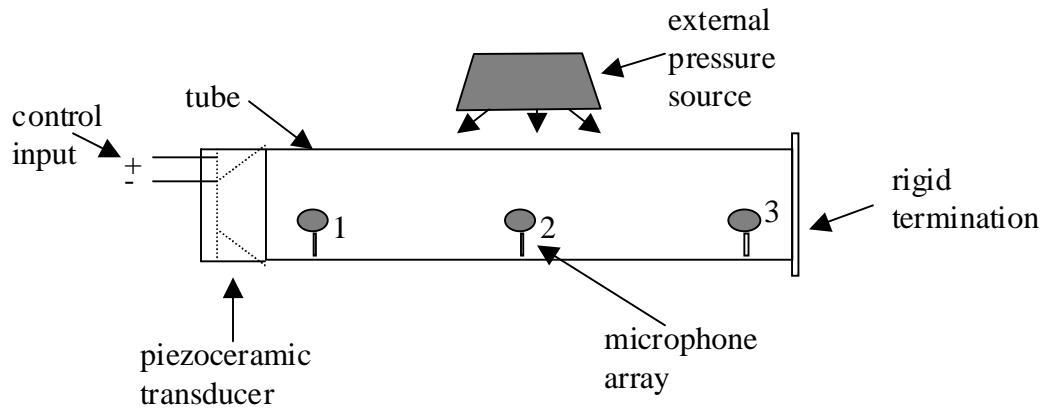 external
pressure
source
tube
control
input
+
-
1
2
3
rigid
termination
microphone
array
piezoceramic
transducer